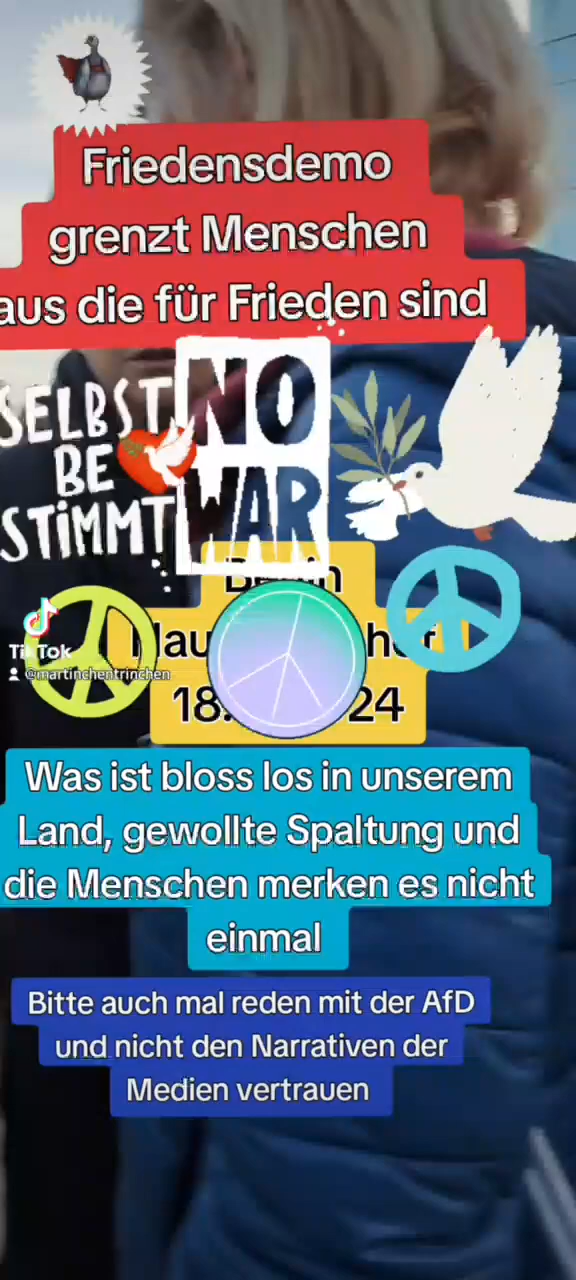 Friedensdemo
grenzt Menschen
aus die für Frieden sind
SELBST
BE
STIMMT
NO
WAR
TikTok
@martinchentrinchen
Was ist bloss los in unserem
Land, gewollte Spaltung und
die Menschen merken es nicht
einmal
Bitte auch mal reden mit der AfD
und nicht den Narrativen der
Medien vertrauen